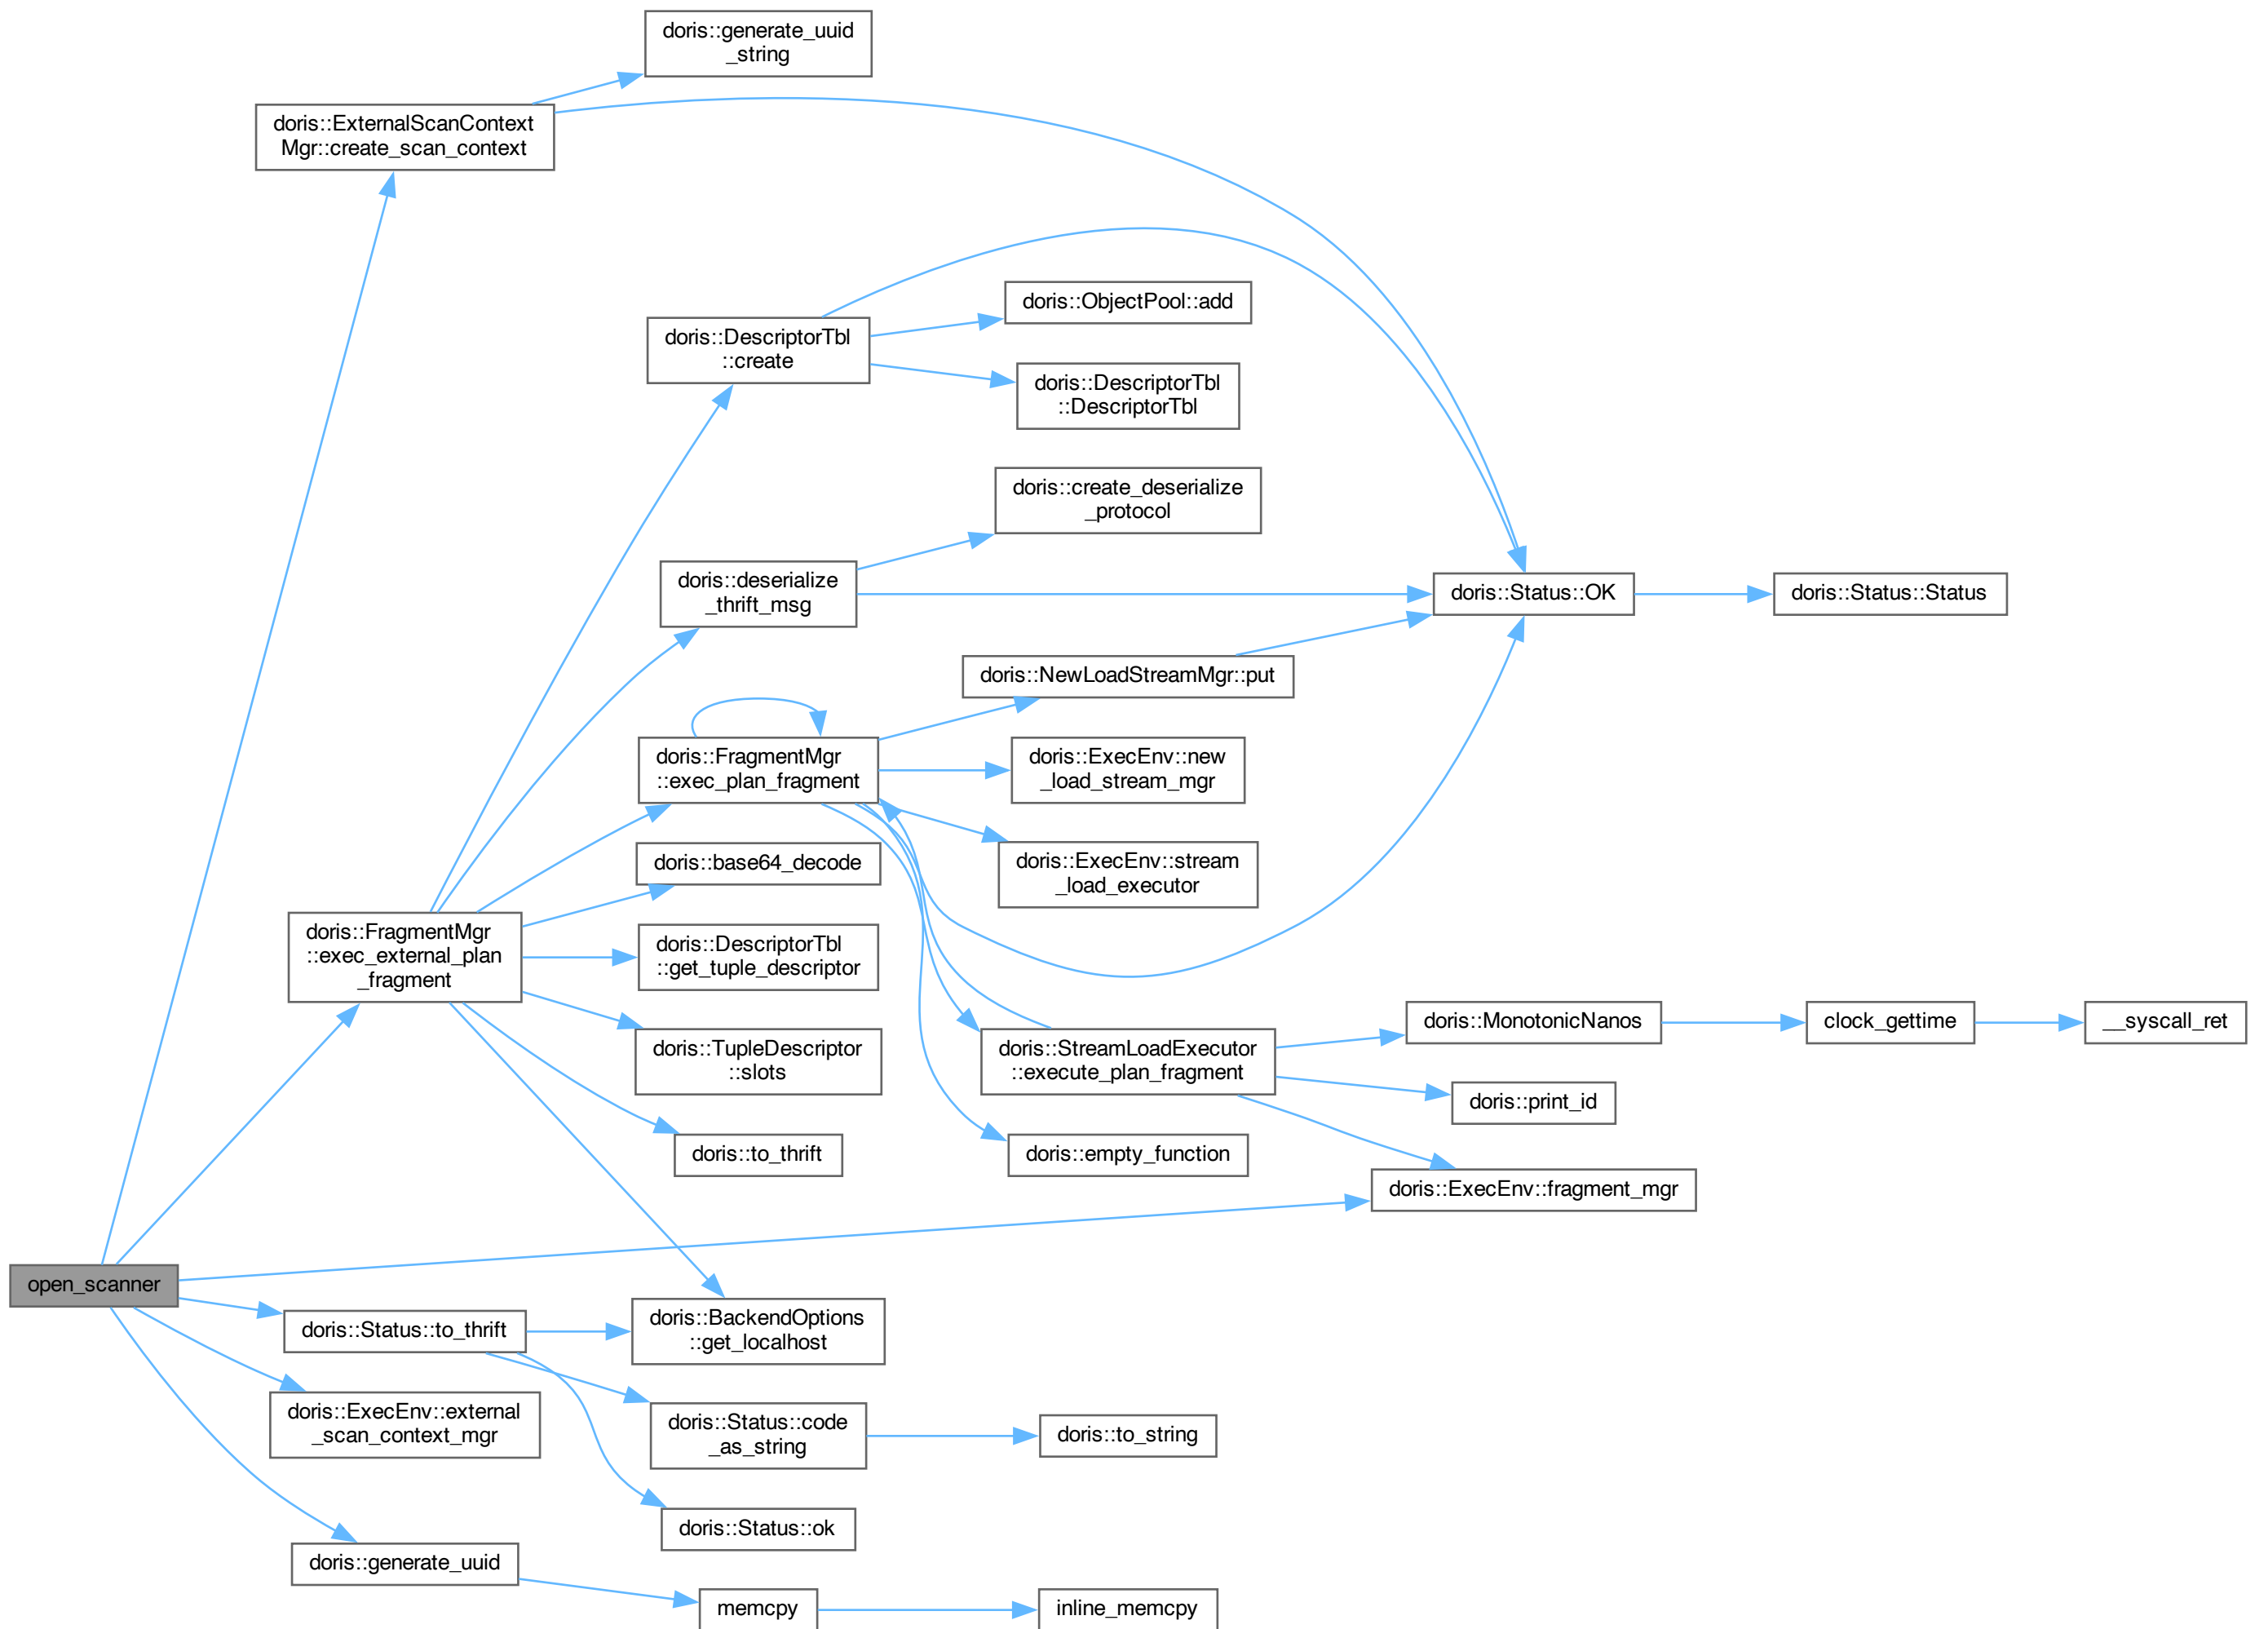 doris::generate_uuid
_string
doris::ExternalScanContext
Mgr::create_scan_context
doris::ObjectPool::add
doris::DescriptorTbl
::create
doris::DescriptorTbl
::DescriptorTbl
doris::create_deserialize
_protocol
doris::deserialize
_thrift_msg
doris::Status::OK
doris::Status::Status
doris::NewLoadStreamMgr::put
doris::FragmentMgr
::exec_plan_fragment
doris::ExecEnv::new
_load_stream_mgr
doris::base64_decode
doris::ExecEnv::stream
_load_executor
doris::FragmentMgr
::exec_external_plan
_fragment
doris::DescriptorTbl
::get_tuple_descriptor
doris::MonotonicNanos
clock_gettime
__syscall_ret
doris::TupleDescriptor
::slots
doris::StreamLoadExecutor
::execute_plan_fragment
doris::print_id
doris::to_thrift
doris::empty_function
doris::ExecEnv::fragment_mgr
open_scanner
doris::Status::to_thrift
doris::BackendOptions
::get_localhost
doris::ExecEnv::external
_scan_context_mgr
doris::Status::code
_as_string
doris::to_string
doris::Status::ok
doris::generate_uuid
memcpy
inline_memcpy